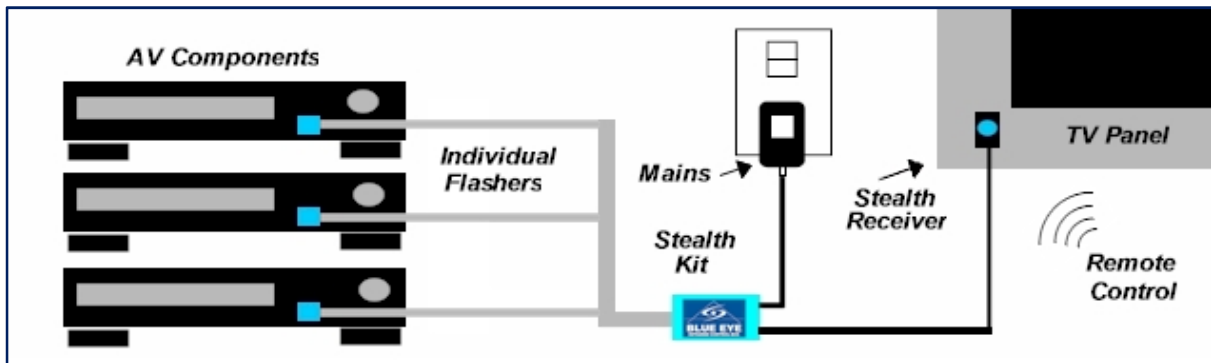 AV Components
Individual
Flashers
Mains
Stealth
Kit
BLUE EYE
Stealth
Receiver
TV Panel
Remote
Control